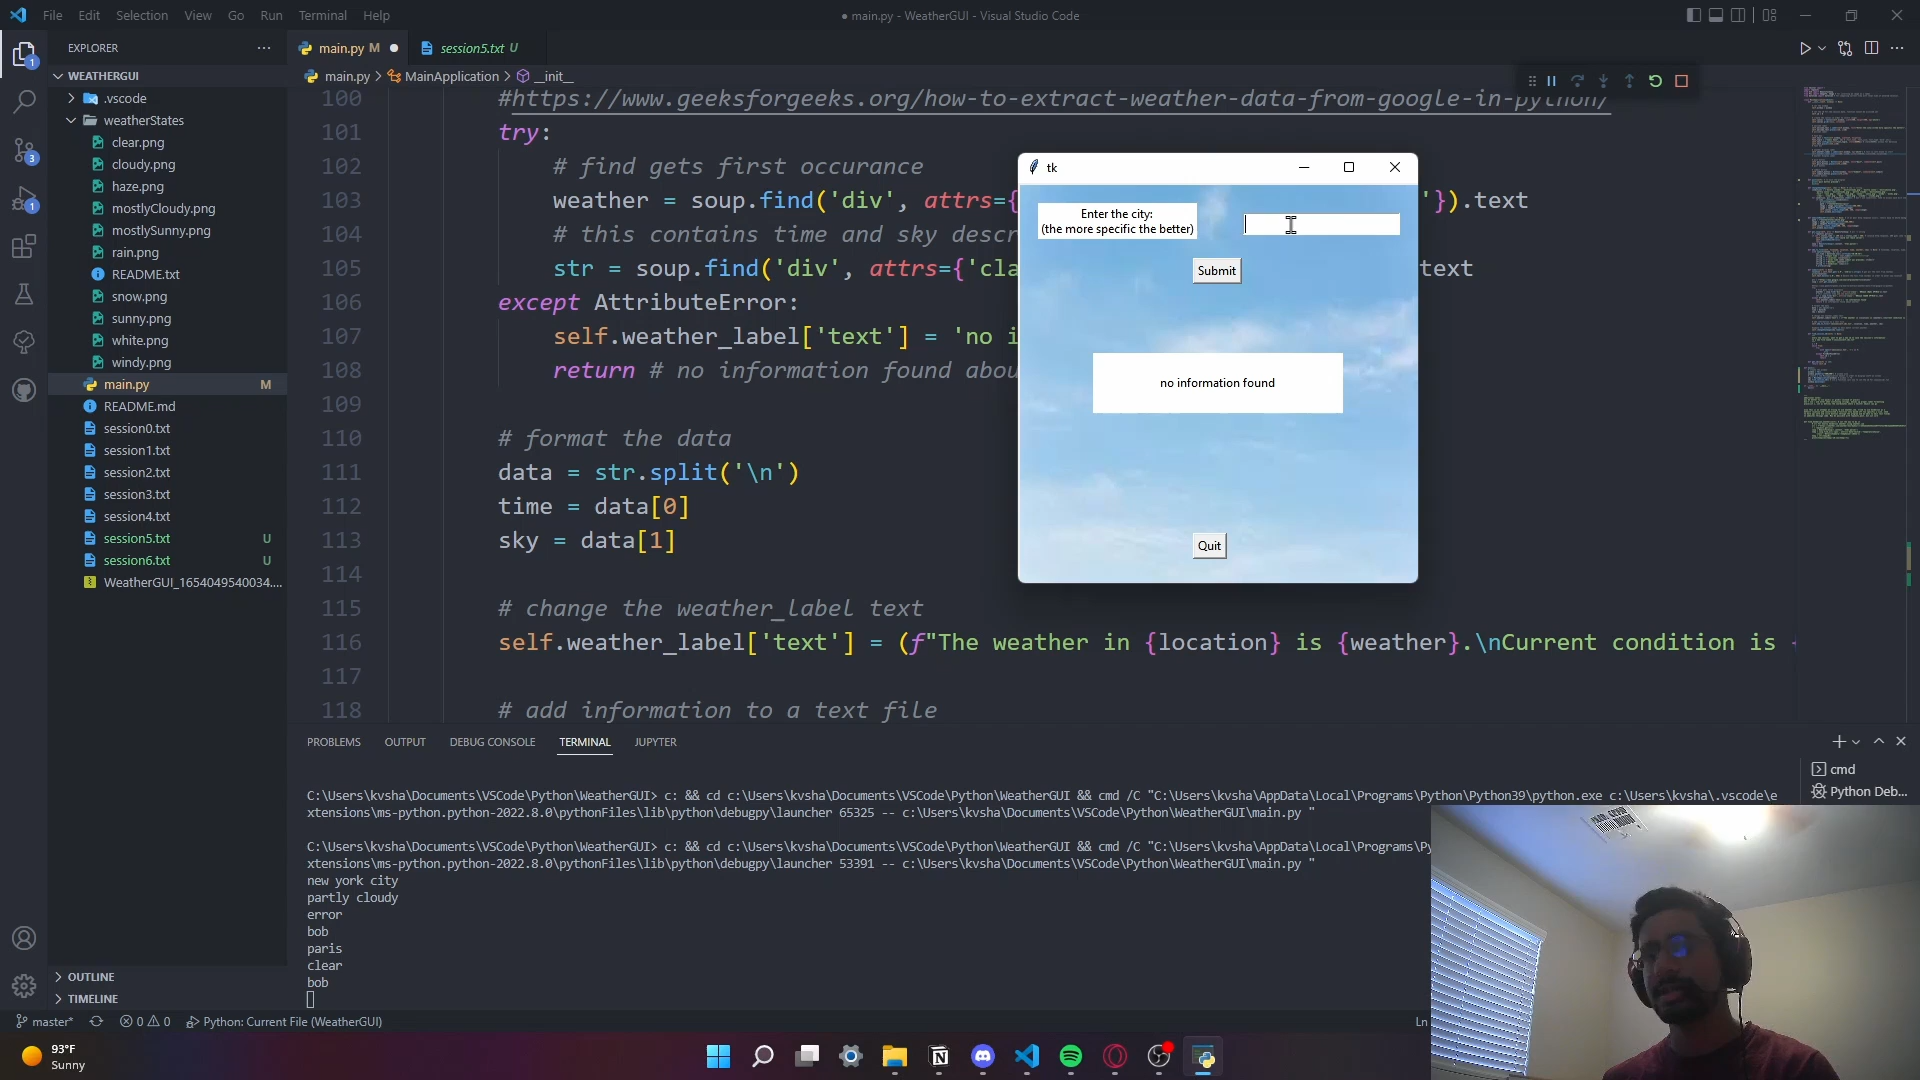 File Edit Selection View Go Run Terminal Help
● main.py - WeatherGUI - Visual Studio Code
EXPLORER
main.py M
session5.txt U
WEATHERGUI
main.py > MainApplication > __init__
.vscode
weatherStates
clear.png
cloudy.png
haze.png
mostlyCloudy.png
mostlySunny.png
rain.png
README.txt
snow.png
sunny.png
white.png
windy.png
main.py M
README.md
session0.txt
session1.txt
session2.txt
session3.txt
session4.txt
session5.txt U
session6.txt U
WeatherGUI_1654049540034....
OUTLINE
TIMELINE
100 #https://www.geeksforgeeks.org/how-to-extract-weather-data-from-google-in-python/
101 try:
102 # find gets first occurance
103 weather = soup.find('div', attrs={ '}).text
104 # this contains time and sky descr
105 str = soup.find('div', attrs={'cla text
106 except AttributeError:
107 self.weather_label['text'] = 'no i
108 return # no information found abou
109
110 # format the data
111 data = str.split('\n')
112 time = data[0]
113 sky = data[1]
114
115 # change the weather_label text
116 self.weather_label['text'] = (f"The weather in {location} is {weather}.\nCurrent condition is {
117
118 # add information to a text file
tk
Enter the city:
(the more specific the better)
Submit
no information found
Quit
PROBLEMS OUTPUT DEBUG CONSOLE TERMINAL JUPYTER
cmd
Python Deb...
C:\Users\kvsha\Documents\VSCode\Python\WeatherGUI> c: && cd c:\Users\kvsha\Documents\VSCode\Python\WeatherGUI && cmd /C "C:\Users\kvsha\AppData\Local\Programs\Python\Python39\python.exe c:\Users\kvsha\.vscode\e
xtensions\ms-python.python-2022.8.0\pythonFiles\lib\python\debugpy\launcher 65325 -- c:\Users\kvsha\Documents\VSCode\Python\WeatherGUI\main.py "
C:\Users\kvsha\Documents\VSCode\Python\WeatherGUI> c: && cd c:\Users\kvsha\Documents\VSCode\Python\WeatherGUI && cmd /C "C:\Users\kvsha\AppData\Local\Programs\Py
xtensions\ms-python.python-2022.8.0\pythonFiles\lib\python\debugpy\launcher 53391 -- c:\Users\kvsha\Documents\VSCode\Python\WeatherGUI\main.py "
new york city
partly cloudy
error
bob
paris
clear
bob
master* 0 0 Python: Current File (WeatherGUI)
Ln
93°F
Sunny